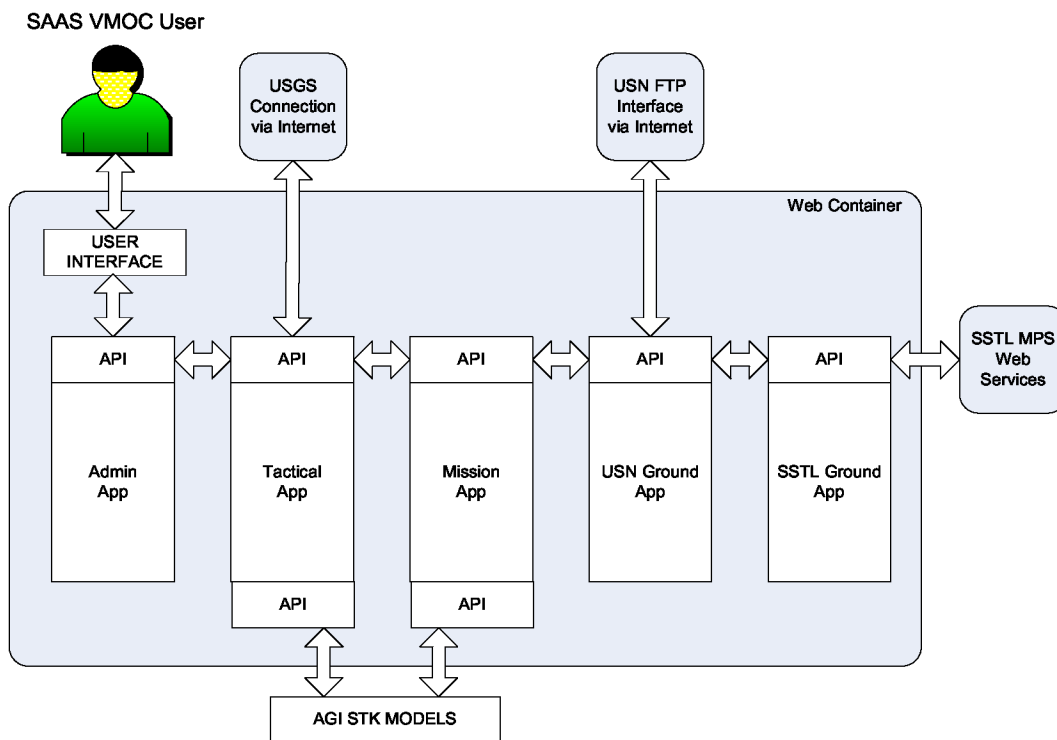 SAAS VMOC User
USGS
Connection
via Internet
USN FTP
Interface
via Internet
Web Container
USER
INTERFACE
API
API
API
API
API
SSTL MPS
Web
Services
Admin
App
Tactical
App
Mission
App
USN Ground
App
SSTL Ground
App
API
API
AGI STK MODELS